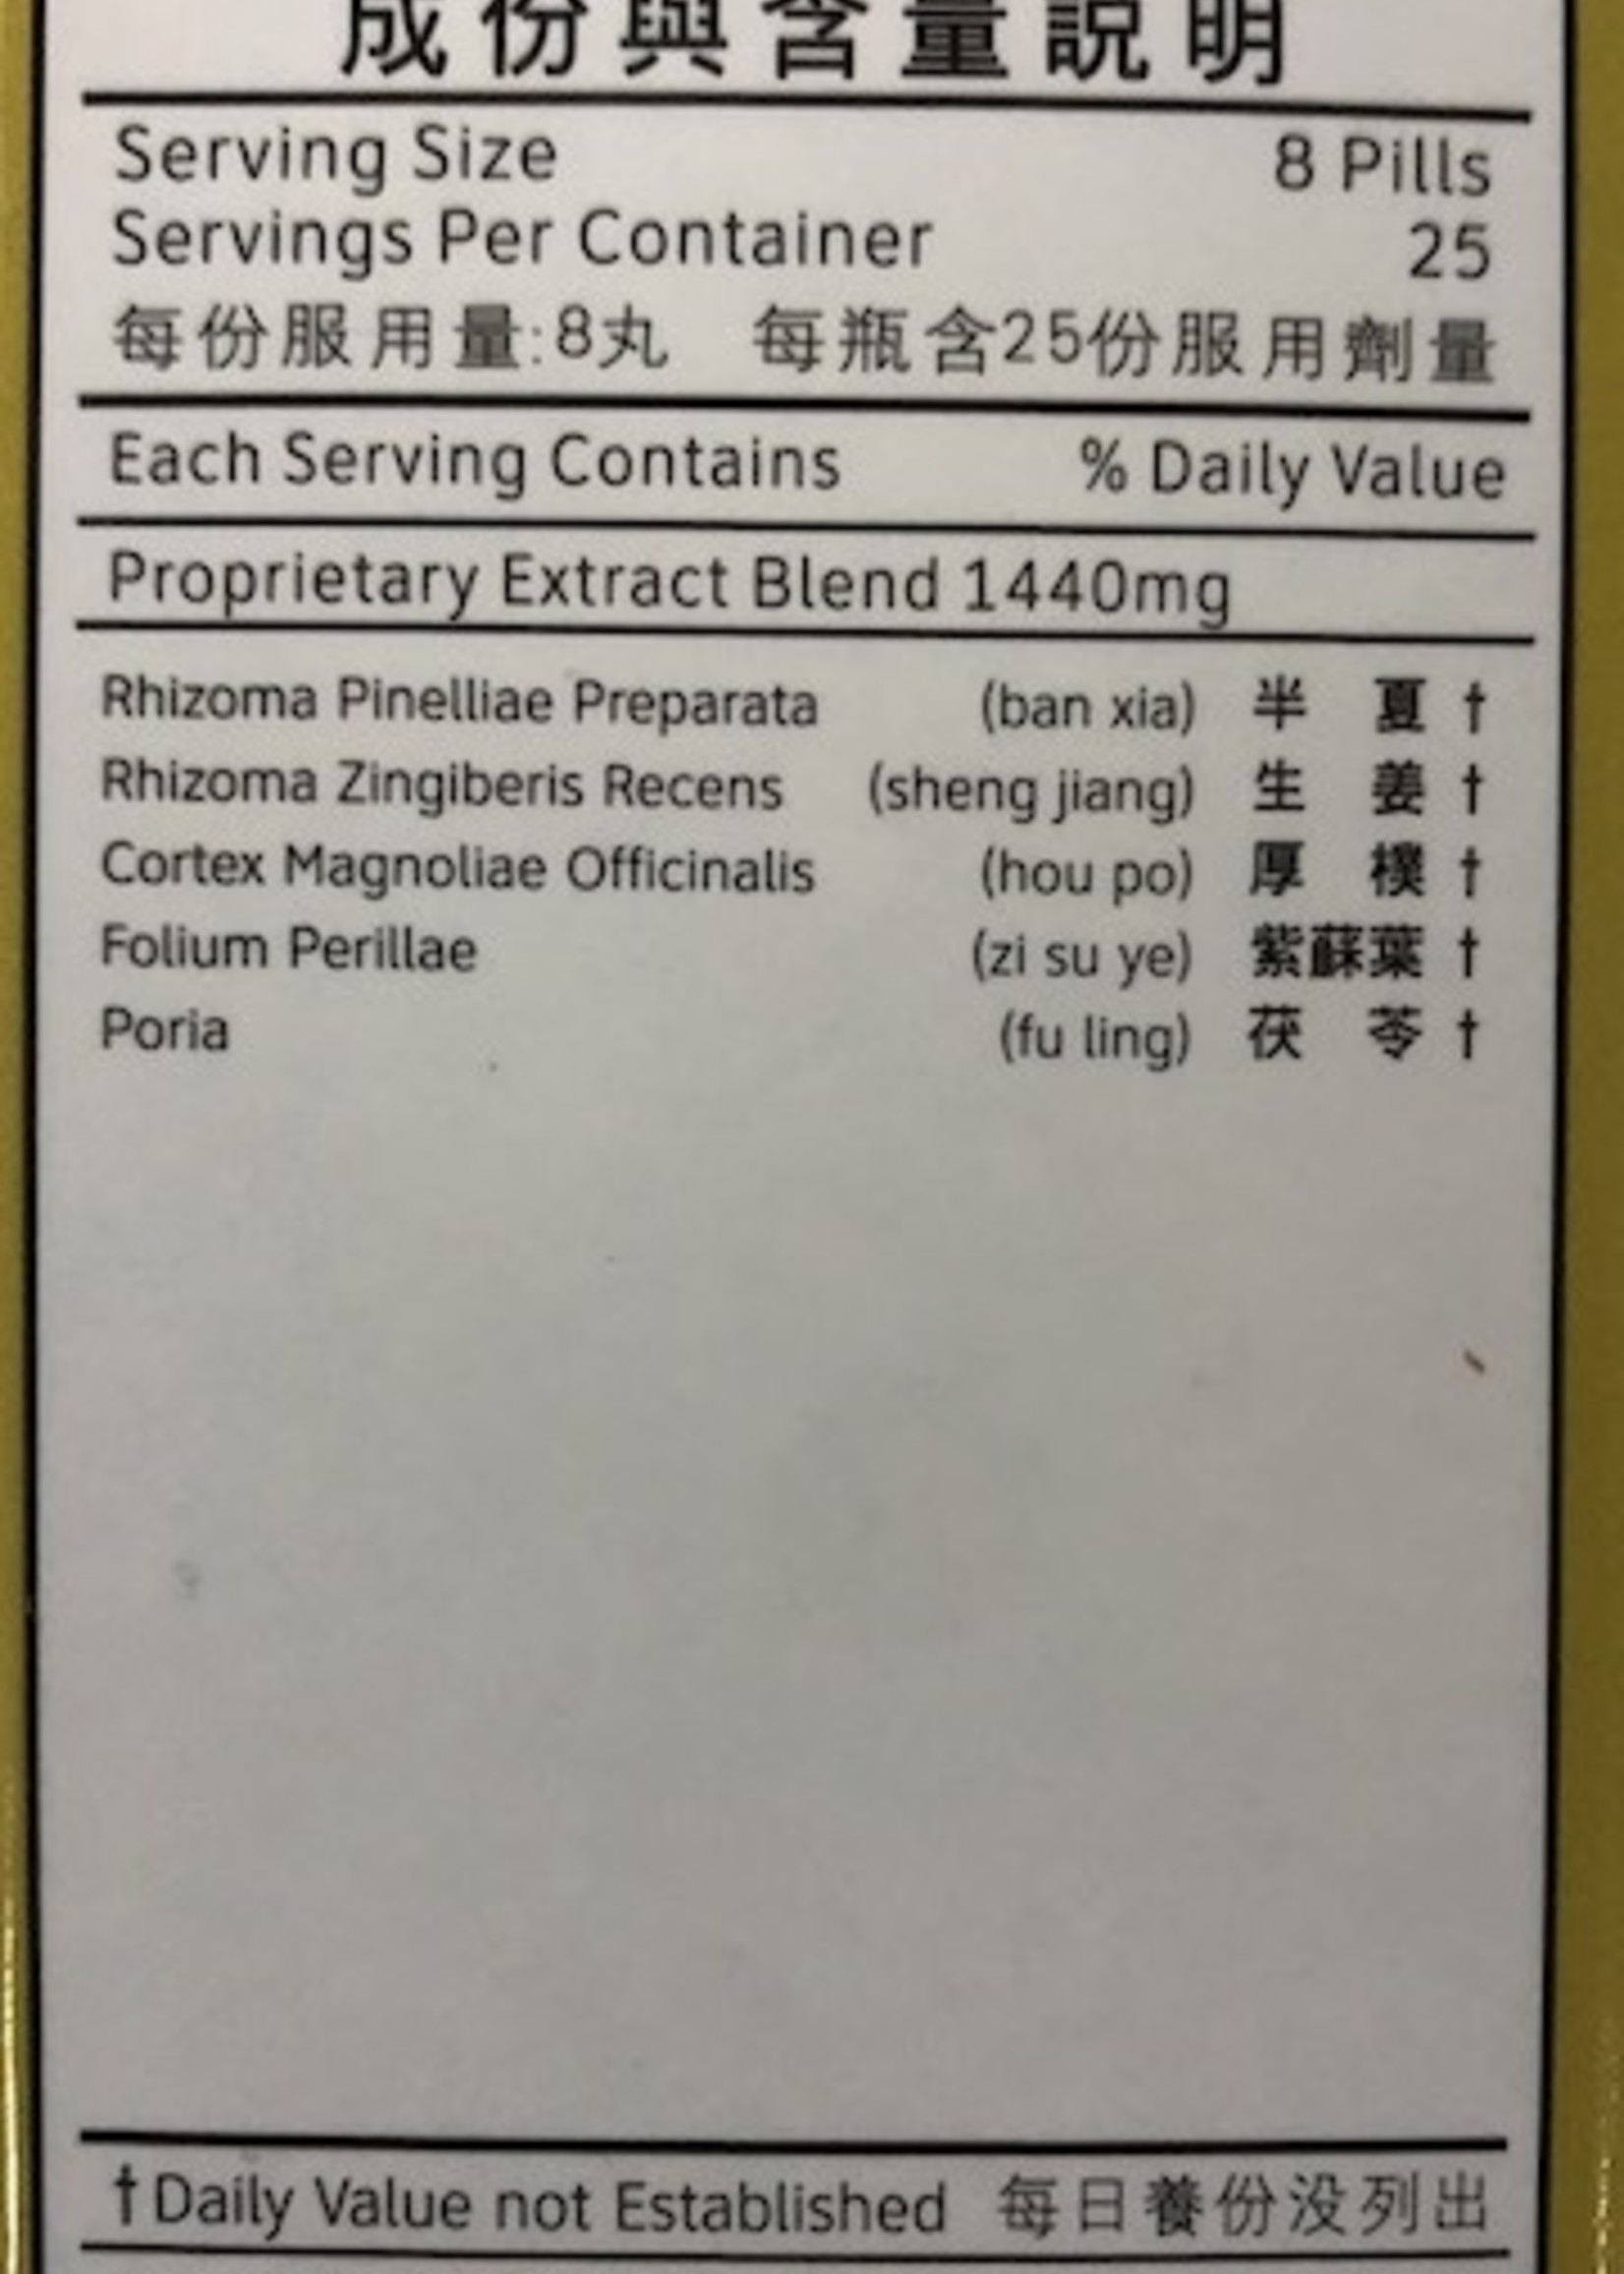 成份與含量說明
Serving Size 8 Pills
Servings Per Container 25
每份服用量:8丸 每瓶含25份服用劑量
Each Serving Contains % Daily Value
Proprietary Extract Blend 1440mg
Rhizoma Pinelliae Preparata (ban xia) 半 夏 †
Rhizoma Zingiberis Recens (sheng jiang) 生 姜 †
Cortex Magnoliae Officinalis (hou po) 厚 樸 †
Folium Perillae (zi su ye) 紫蘇葉 †
Poria (fu ling) 茯 苓 †
†Daily Value not Established 每日養份没列出